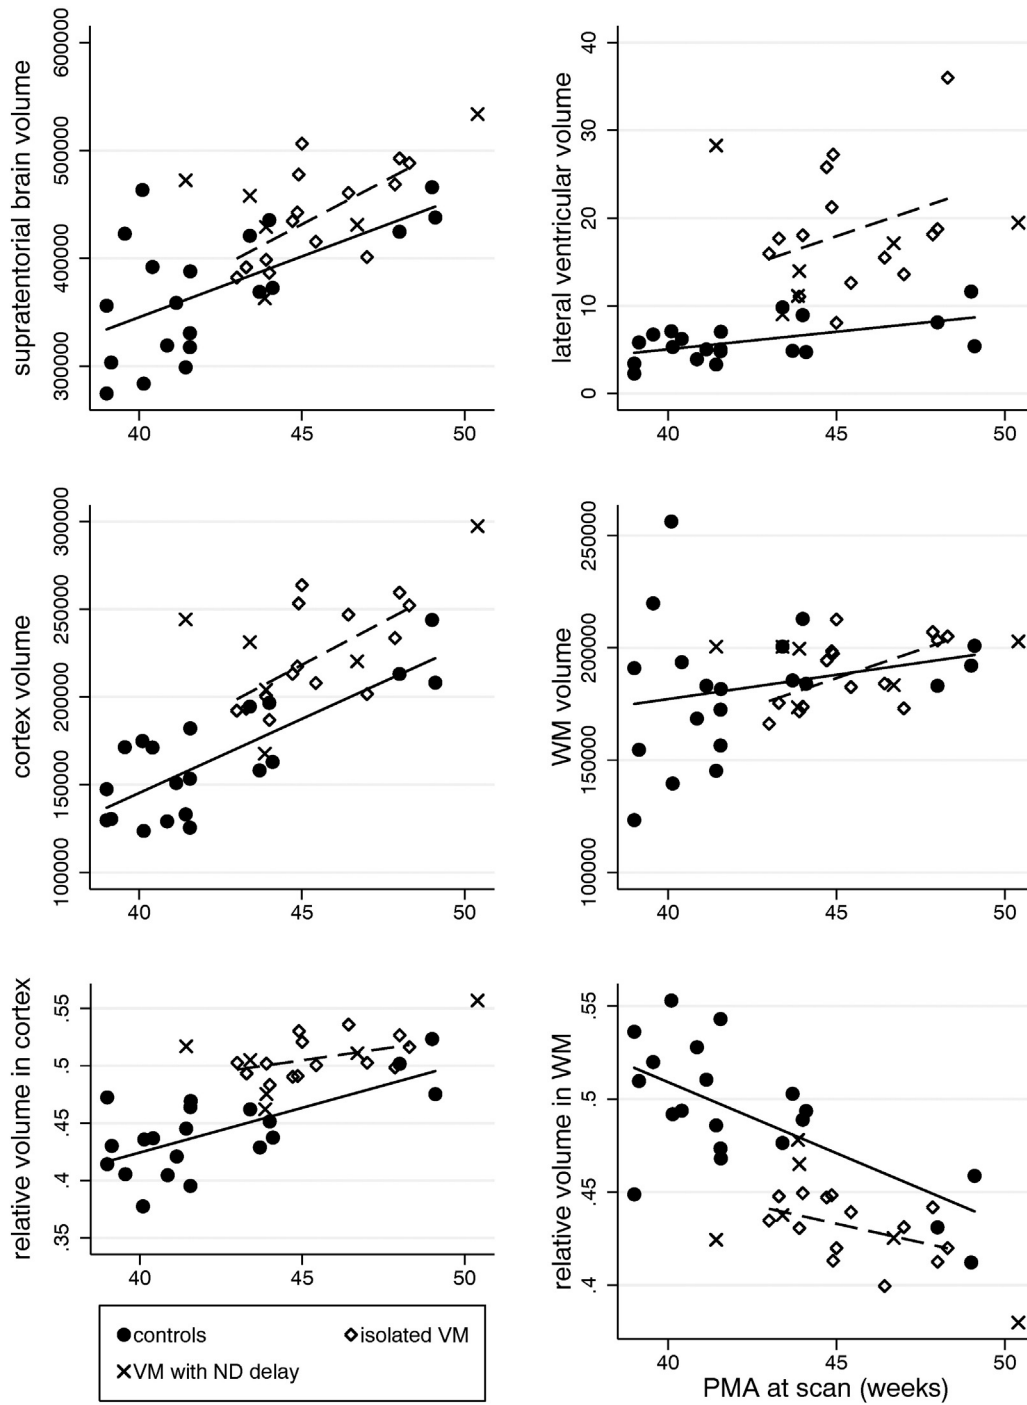 supratentorial brain volume
600000
500000
400000
300000
40 45 50
lateral ventricular volume
40
30
20
10
0
40 45 50
cortex volume
300000
250000
200000
150000
100000
40 45 50
WM volume
250000
200000
150000
100000
40 45 50
relative volume in cortex
.55
.5
.45
.4
.35
40 45 50
relative volume in WM
.55
.5
.45
.4
40 45 50
PMA at scan (weeks)
controls isolated VM
VM with ND delay